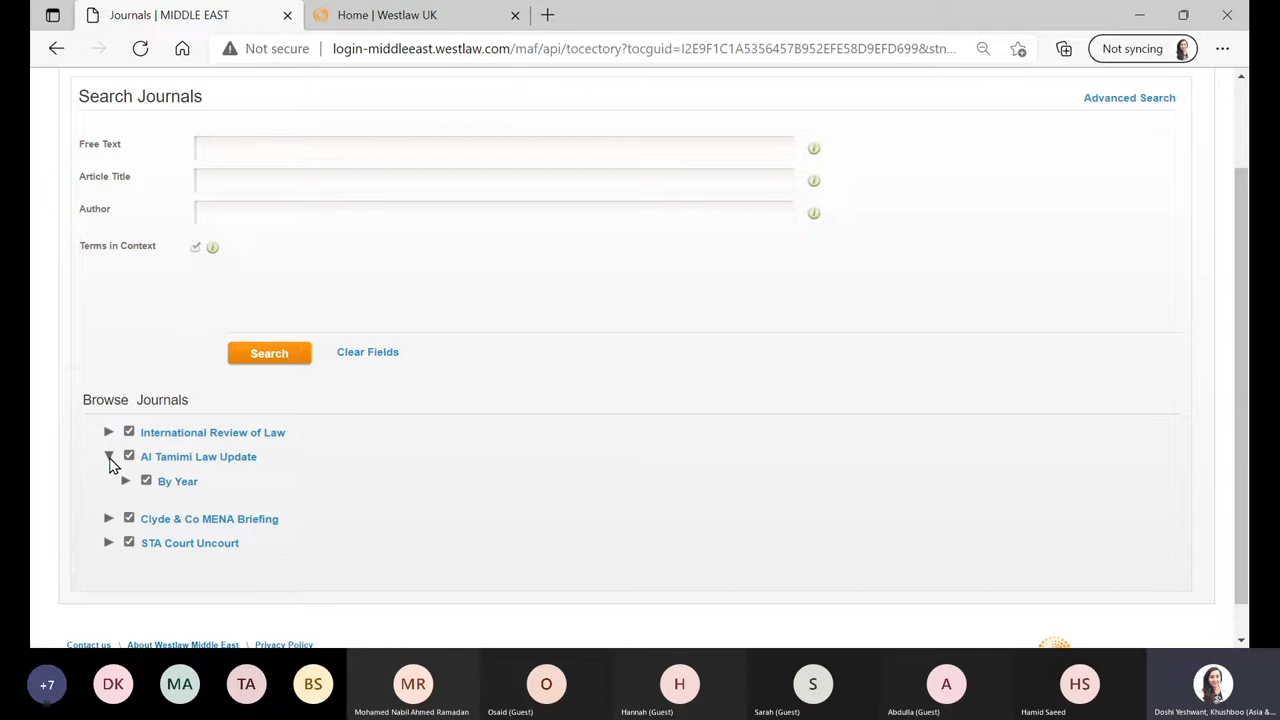 Journals | MIDDLE EAST
Home | Westlaw UK
Not secure
login-middleeast.westlaw.com/maf/api/tocectory?tocguid=I2E9F1C1A5356457B952EFE58D9EFD699&stn...
Not syncing
Search Journals
Advanced Search
Free Text
Article Title
Author
Terms in Context
Search
Clear Fields
Browse Journals
International Review of Law
Al Tamimi Law Update
By Year
Clyde & Co MENA Briefing
STA Court Uncourt
Contact us \ About Westlaw Middle East \ Privacy Policy
+7
DK
MA
TA
BS
MR
Mohamed Nabil Ahmed Ramadan
O
Osaid (Guest)
H
Hannah (Guest)
S
Sarah (Guest)
A
Abdulla (Guest)
HS
Hamid Saeed
Doshi Yeshwant, Khushboo (Asia &...